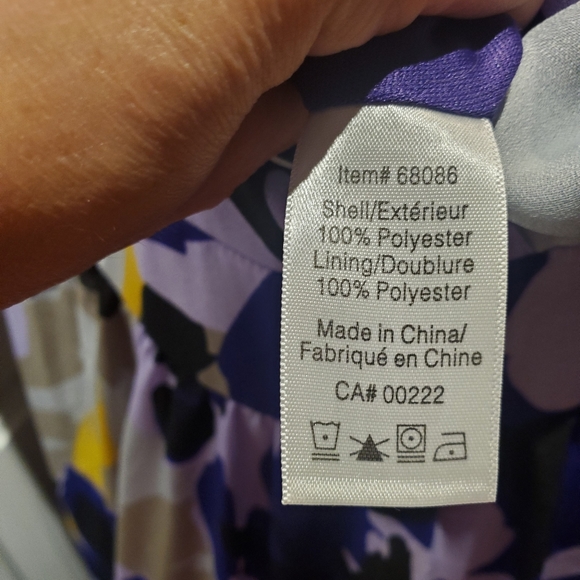 Item# 68086
Shell/Extérieur
100% Polyester
Lining/Doublure
100% Polyester
Made in China/
Fabriqué en Chine
CA# 00222